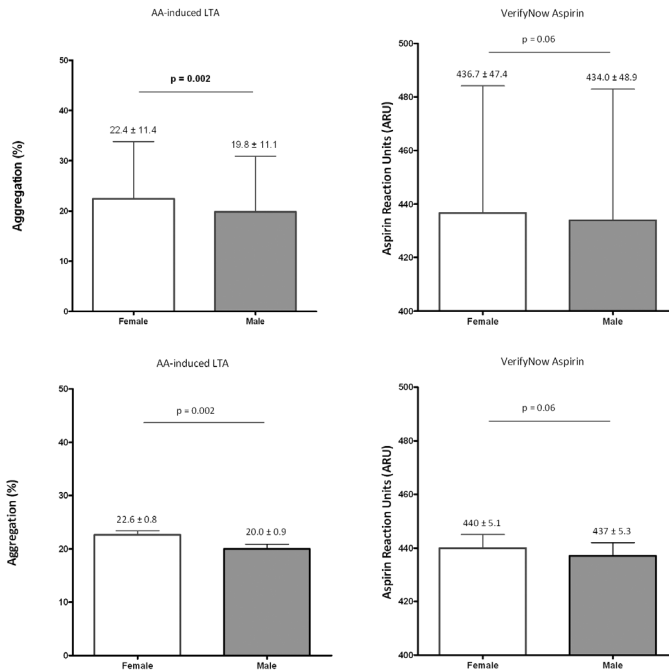 AA-induced LTA
50
40
30
20
10
0
Aggregation (%)
p = 0.002
22.4 ± 11.4
19.8 ± 11.1
Female
Male
VerifyNow Aspirin
500
480
460
440
420
400
Aspirin Reaction Units (ARU)
p = 0.06
436.7 ± 47.4
434.0 ± 48.9
Female
Male
AA-induced LTA
50
40
30
20
10
0
Aggregation (%)
p = 0.002
22.6 ± 0.8
20.0 ± 0.9
Female
Male
VerifyNow Aspirin
500
480
460
440
420
400
Aspirin Reaction Units (ARU)
p = 0.06
440 ± 5.1
437 ± 5.3
Female
Male